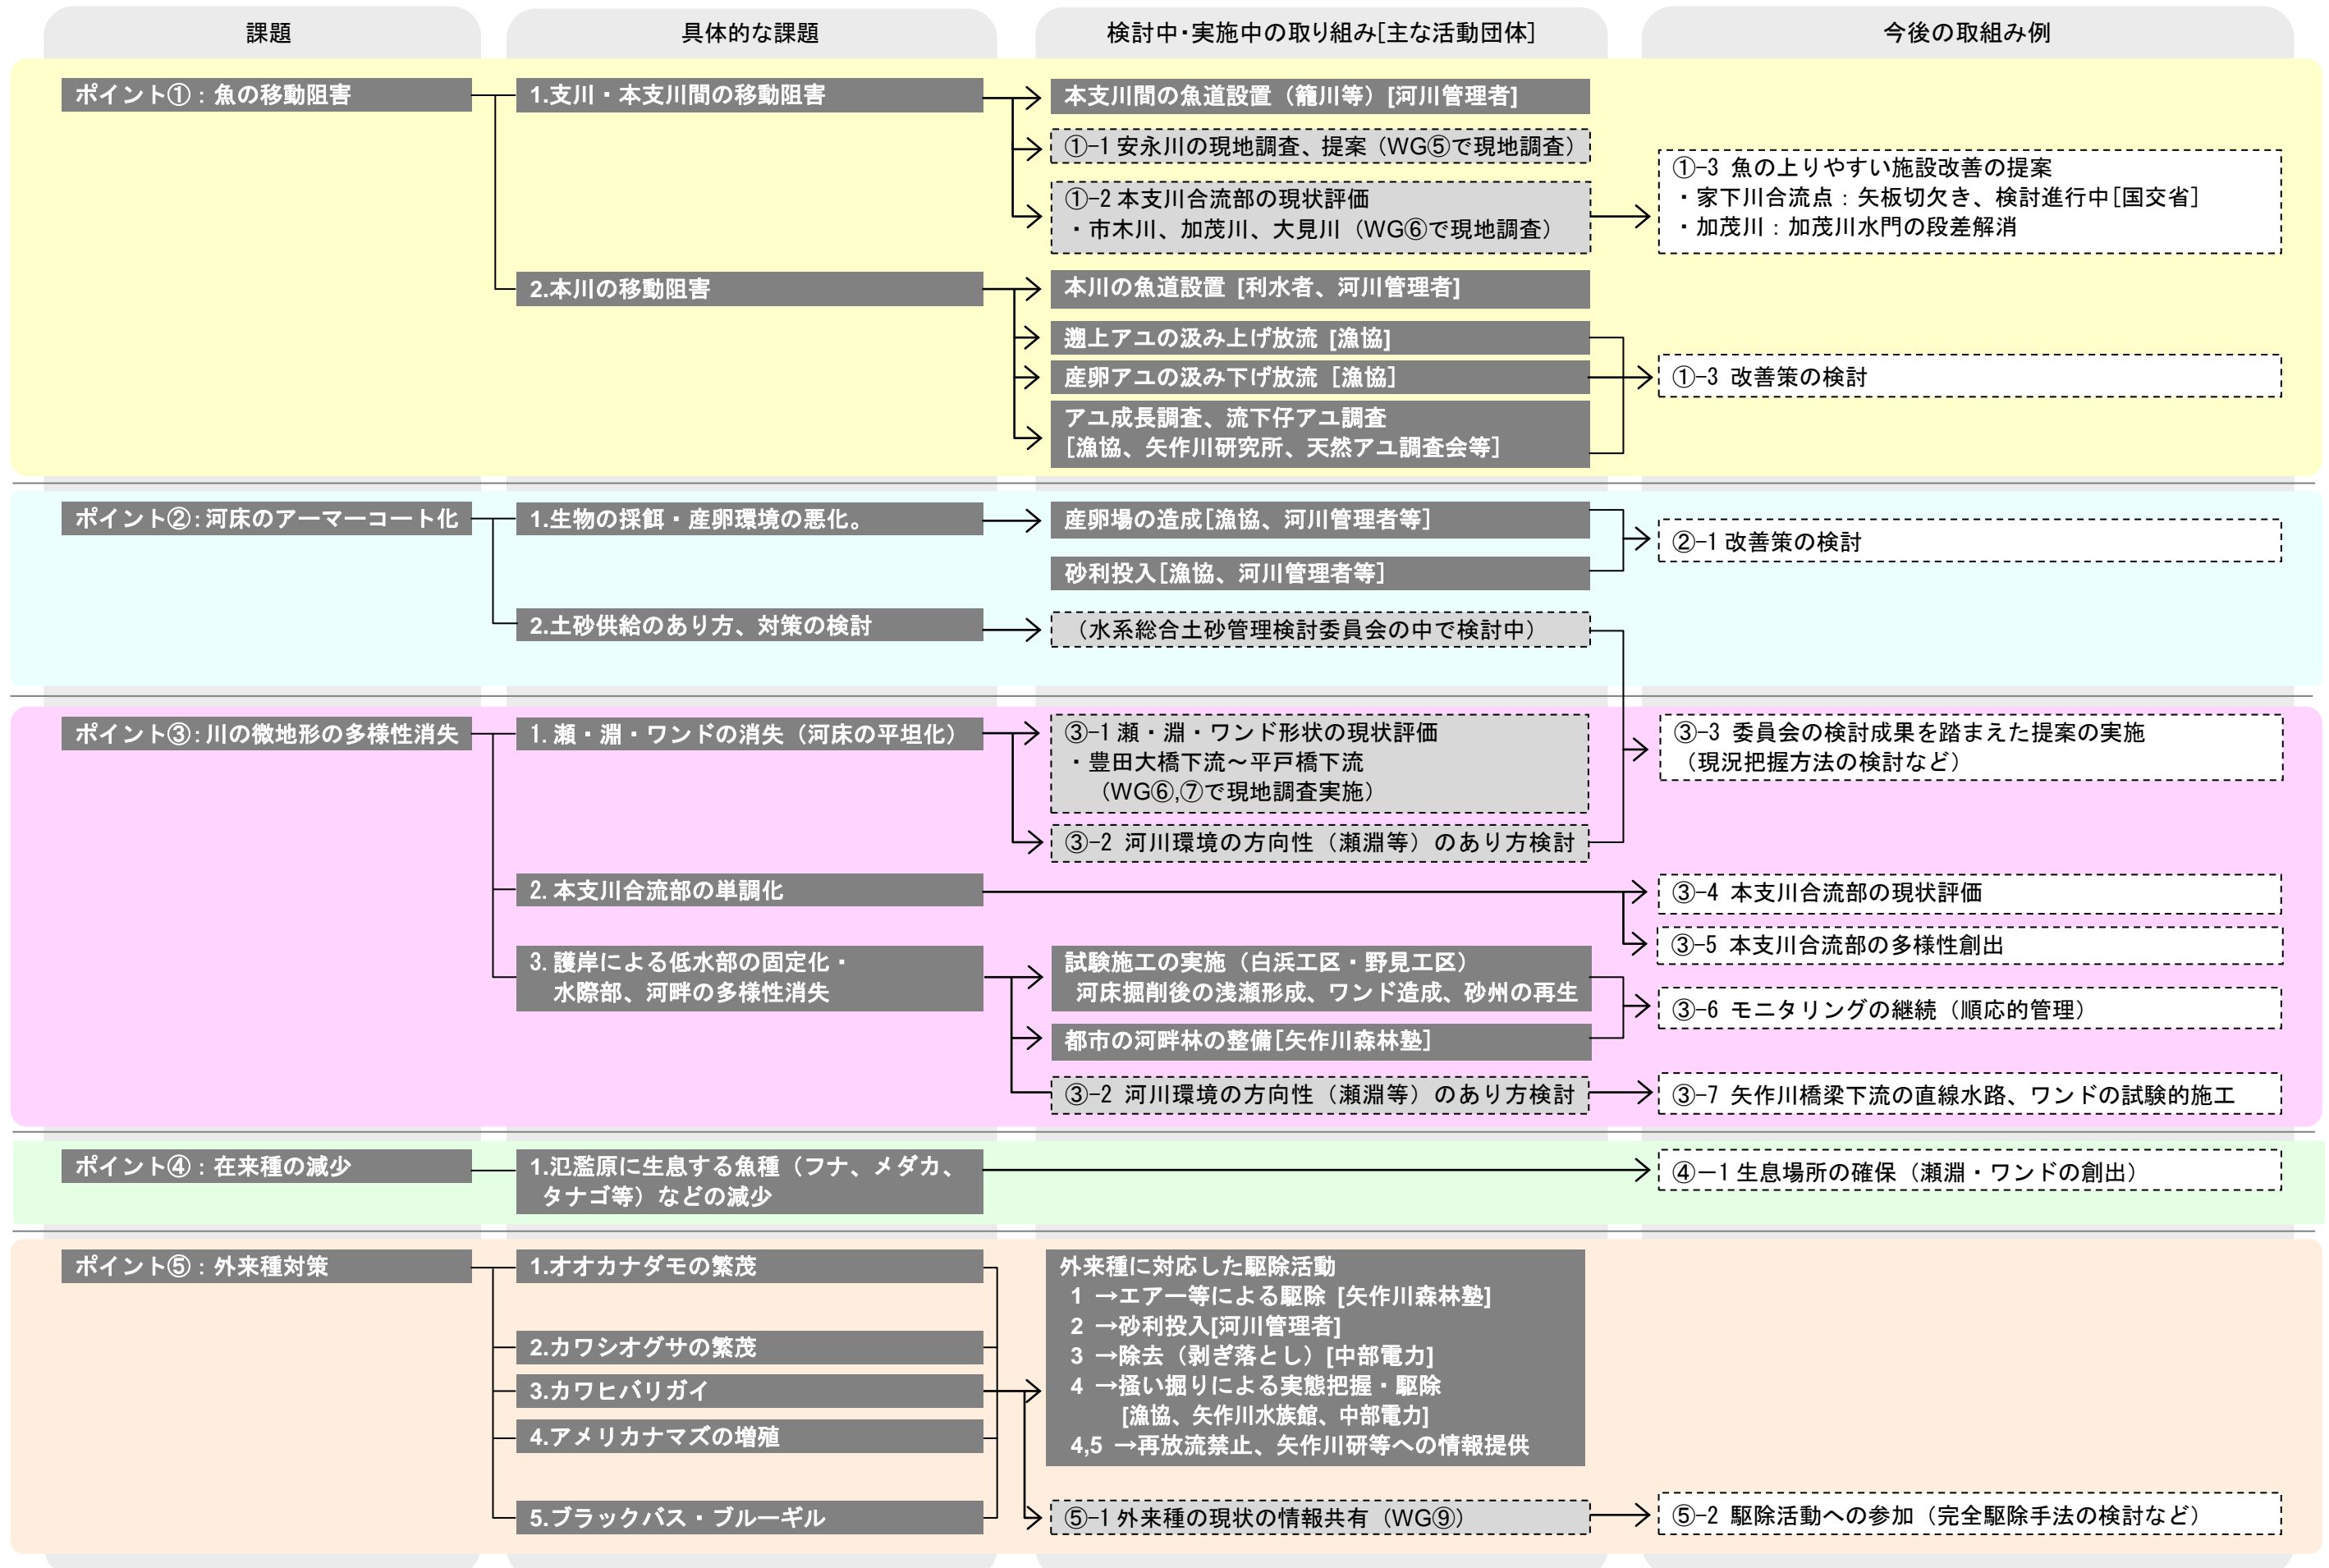 課題
具体的な課題
検討中・実施中の取り組み[主な活動団体]
今後の取組み例
ポイント①：魚の移動阻害
1.支川・本支川間の移動阻害
本支川間の魚道設置（籠川等）[河川管理者]
①-1 安永川の現地調査、提案（WG⑤で現地調査）
①-2 本支川合流部の現状評価
・市木川、加茂川、大見川（WG⑥で現地調査）
①-3 魚の上りやすい施設改善の提案
・家下川合流点：矢板切欠き、検討進行中[国交省]
・加茂川：加茂川水門の段差解消
2.本川の移動阻害
本川の魚道設置 [利水者、河川管理者]
遡上アユの汲み上げ放流 [漁協]
産卵アユの汲み下げ放流 [漁協]
アユ成長調査、流下仔アユ調査
[漁協、矢作川研究所、天然アユ調査会等]
①-3 改善策の検討
ポイント②：河床のアーマーコート化
1.生物の採餌・産卵環境の悪化。
産卵場の造成[漁協、河川管理者等]
砂利投入[漁協、河川管理者等]
②-1 改善策の検討
2.土砂供給のあり方、対策の検討
（水系総合土砂管理検討委員会の中で検討中）
ポイント③：川の微地形の多様性消失
1.瀬・淵・ワンドの消失（河床の平坦化）
③-1 瀬・淵・ワンド形状の現状評価
・豊田大橋下流～平戸橋下流
（WG⑥,⑦で現地調査実施）
③-2 河川環境の方向性（瀬淵等）のあり方検討
③-3 委員会の検討成果を踏まえた提案の実施
（現況把握方法の検討など）
2.本支川合流部の単調化
③-4 本支川合流部の現状評価
③-5 本支川合流部の多様性創出
3.護岸による低水部の固定化・
水際部、河畔の多様性消失
試験施工の実施（白浜工区・野見工区）
河床掘削後の浅瀬形成、ワンド造成、砂州の再生
都市の河畔林の整備[矢作川森林塾]
③-2 河川環境の方向性（瀬淵等）のあり方検討
③-6 モニタリングの継続（順応的管理）
③-7 矢作川橋梁下流の直線水路、ワンドの試験的施工
ポイント④：在来種の減少
1.氾濫原に生息する魚種（フナ、メダカ、
タナゴ等）などの減少
④－1 生息場所の確保（瀬淵・ワンドの創出）
ポイント⑤：外来種対策
1.オオカナダモの繁茂
2.カワシオグサの繁茂
3.カワヒバリガイ
4.アメリカナマズの増殖
5.ブラックバス・ブルーギル
外来種に対応した駆除活動
1 →エアー等による駆除 [矢作川森林塾]
2 →砂利投入[河川管理者]
3 →除去（剥ぎ落とし）[中部電力]
4 →掻い掘りによる実態把握・駆除
[漁協、矢作川水族館、中部電力]
4,5 →再放流禁止、矢作川研等への情報提供
⑤-1 外来種の現状の情報共有（WG⑨）
⑤-2 駆除活動への参加（完全駆除手法の検討など）